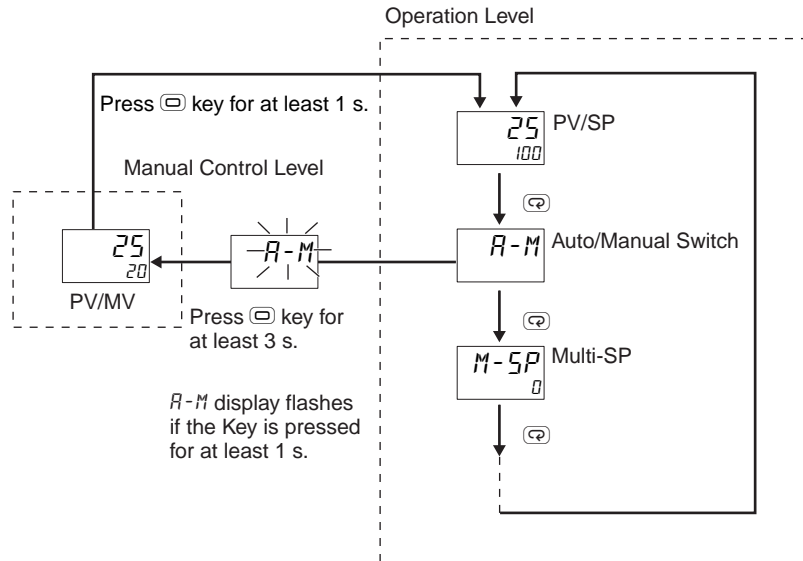 Operation Level
Press key for at least 1 s.
25
100
PV/SP
Manual Control Level
25
20
PV/MV
A-M
A-M
Auto/Manual Switch
Press key for
at least 3 s.
M-SP
0
Multi-SP
A-M display flashes
if the Key is pressed
for at least 1 s.